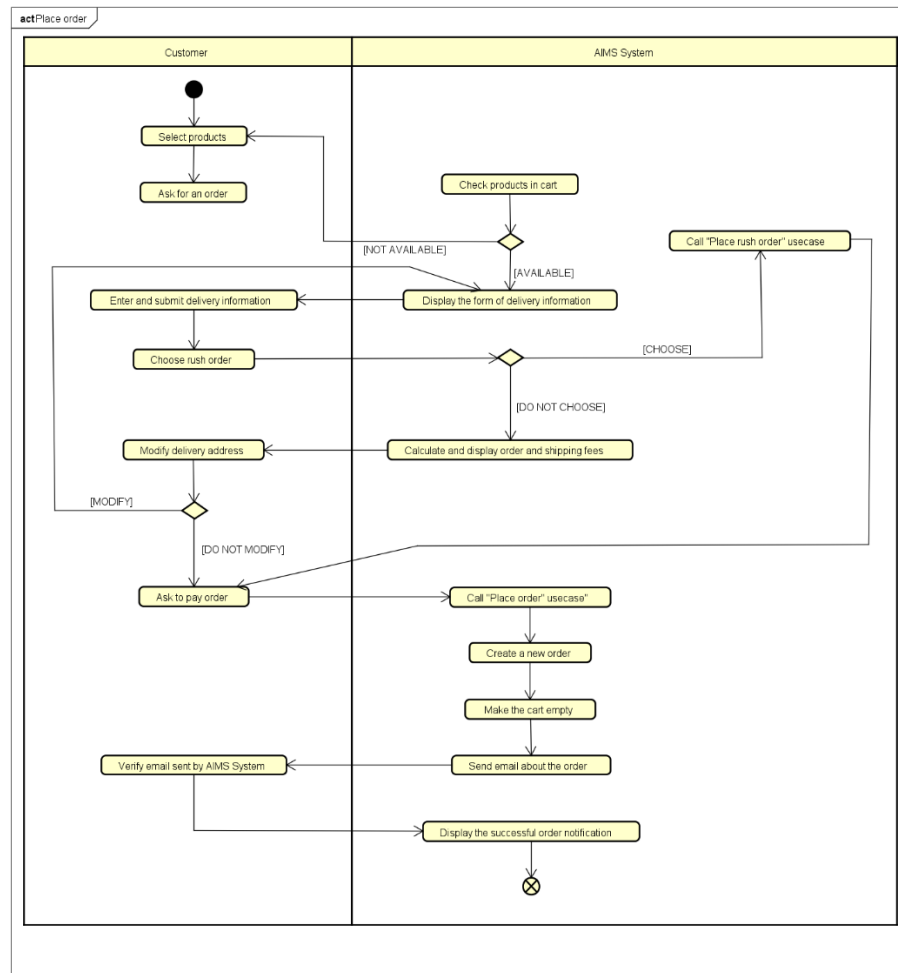 actPlace order
Customer
AIMS System
Select products
Ask for an order
Check products in cart
[NOT AVAILABLE]
Call "Place rush order" usecase
[AVAILABLE]
Enter and submit delivery information
Display the form of delivery information
Choose rush order
[CHOOSE]
[DO NOT CHOOSE]
Modify delivery address
Calculate and display order and shipping fees
[MODIFY]
[DO NOT MODIFY]
Ask to pay order
Call "Place order" usecase"
Create a new order
Make the cart empty
Verify email sent by AIMS System
Send email about the order
Display the successful order notification